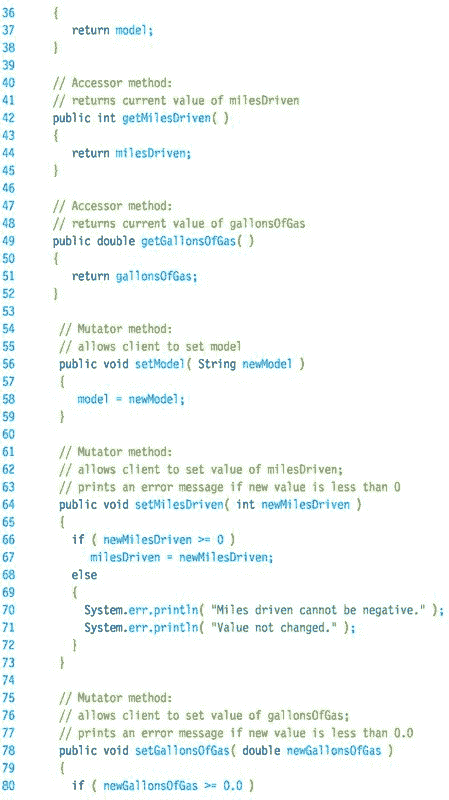 36 {
37 return model;
38 }
39
40 // Accessor method:
41 // returns current value of milesDriven
42 public int getMilesDriven( )
43 {
44 return milesDriven;
45 }
46
47 // Accessor method:
48 // returns current value of gallonsOfGas
49 public double getGallonsOfGas( )
50 {
51 return gallonsOfGas;
52 }
53
54 // Mutator method:
55 // allows client to set model
56 public void setModel( String newModel )
57 {
58 model = newModel;
59 }
60
61 // Mutator method:
62 // allows client to set value of milesDriven;
63 // prints an error message if new value is less than 0
64 public void setMilesDriven( int newMilesDriven )
65 {
66 if ( newMilesDriven >= 0 )
67 milesDriven = newMilesDriven;
68 else
69 {
70 System.err.println( "Miles driven cannot be negative." );
71 System.err.println( "Value not changed." );
72 }
73 }
74
75 // Mutator method:
76 // allows client to set value of gallonsOfGas;
77 // prints an error message if new value is less than 0.0
78 public void setGallonsOfGas( double newGallonsOfGas )
79 {
80 if ( newGallonsOfGas >= 0.0 )